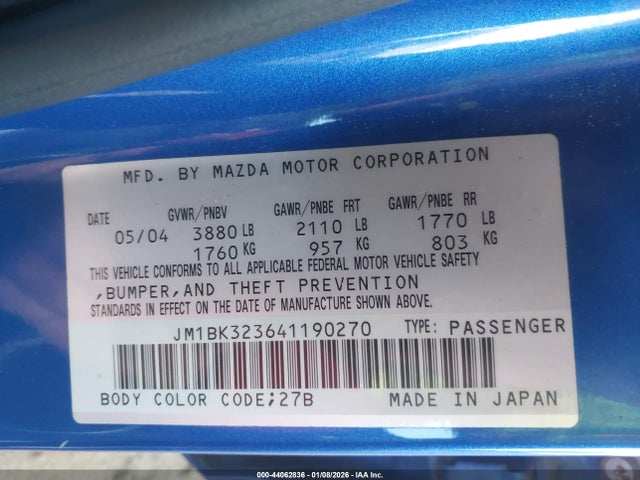 MFD. BY MAZDA MOTOR CORPORATION
DATE GVWR/PNBV GAWR/PNBE FRT GAWR/PNBE RR
05/04 3880 LB 2110 LB 1770 LB
1760 KG 957 KG 803 KG
THIS VEHICLE CONFORMS TO ALL APPLICABLE FEDERAL MOTOR VEHICLE SAFETY
,BUMPER,AND THEFT PREVENTION
STANDARDS IN EFFECT ON THE DATE OF MANUFACTURE SHOWN ABOVE.
JM1BK323641190270 TYPE: PASSENGER
BODY COLOR CODE;27B MADE IN JAPAN
000-44062836 - 01/08/2026 - IAA Inc.